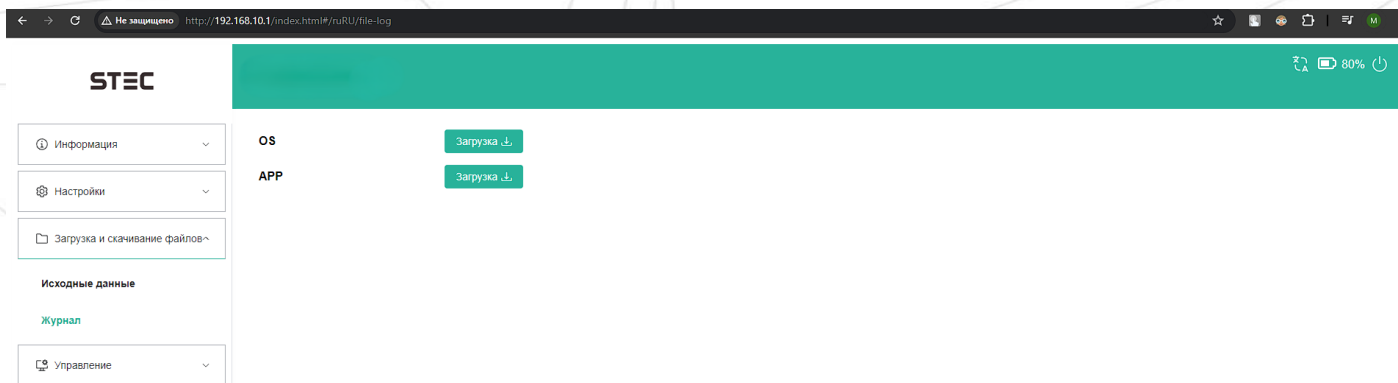 Не защищено http://192.168.10.1/index.html#/ruRU/file-log
M
STEC
80%
Информация
OS Загрузка
APP Загрузка
Настройки
Загрузка и скачивание файлов
Исходные данные
Журнал
Управление